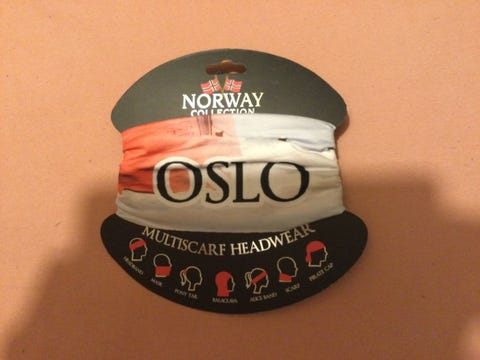 NORWAY
COLLECTION
OSLO
MULTISCARF HEADWEAR
HEADBAND
MASK
PONY TAIL
BALACLAVA
ALICE BAND
SCARF
PIRATE CAP